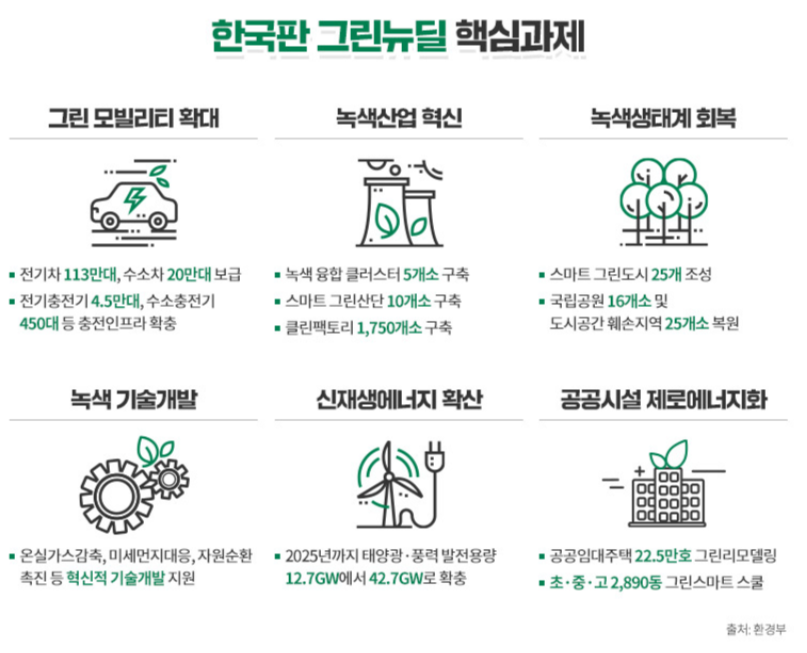 한국판 그린뉴딜 핵심과제
그린 모빌리티 확대
전기차 113만대, 수소차 20만대 보급
전기충전기 4.5만대, 수소충전기
450대 등 충전인프라 확충
녹색산업 혁신
녹색 융합 클러스터 5개소 구축
스마트 그린산단 10개소 구축
클린팩토리 1,750개소 구축
녹색생태계 회복
스마트 그린도시 25개 조성
국립공원 16개소 및
도시공간 훼손지역 25개소 복원
녹색 기술개발
온실가스감축, 미세먼지대응, 자원순환
촉진 등 혁신적 기술개발 지원
신재생에너지 확산
2025년까지 태양광·풍력 발전용량
12.7GW에서 42.7GW로 확충
공공시설 제로에너지화
공공임대주택 22.5만호 그린리모델링
초·중·고 2,890동 그린스마트 스쿨
출처: 환경부